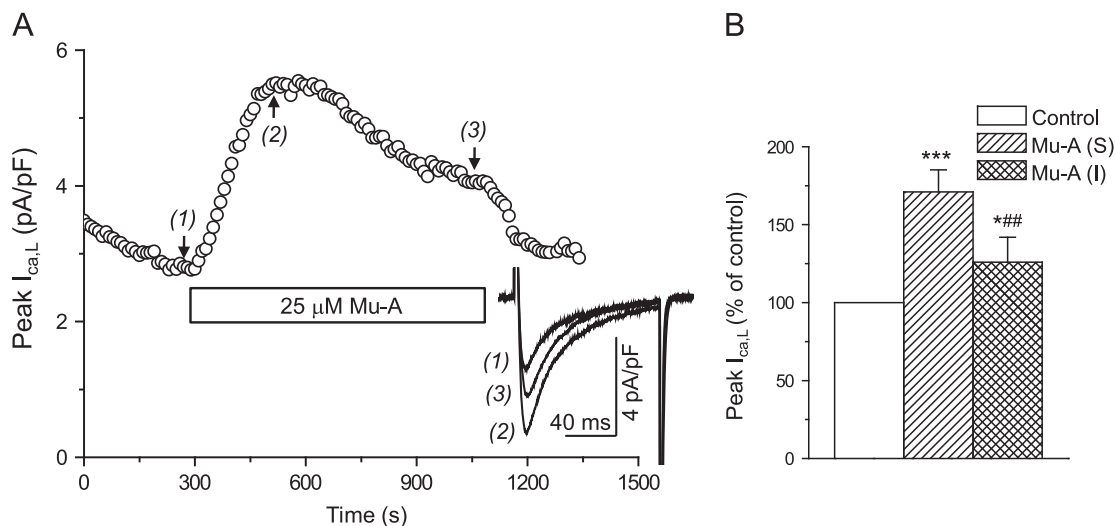 A
Peak I_ca,L (pA/pF)
6
4
2
0
(1)
(2)
(3)
25 μM Mu-A
(1)
(3)
(2)
40 ms
4 pA/pF
0
300
600
900
1200
1500
Time (s)
B
Control
Mu-A (S)
Mu-A (I)
Peak I_ca,L (% of control)
200
150
100
50
0
***
*##